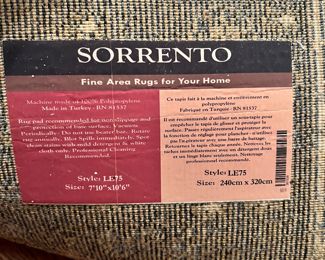 SORRENTO
Fine Area Rugs for Your Home
Machine made of 100% Polypropylene
Made in Turkey - RN 81537
Rug pad recommended for non-slippage and
protection of bare surface. Vacuum
Periodically. Do not use beater bar. Rotate
rug annually. Blot Spills Immediately. Spot
clean stains with mild detergent & white
cloth only. Professional Cleaning
Recommended.
Style: LE75
Size: 7'10"x10'6"
Ce tapis fait à la machine et entièrement en
polypropylène
Fabriqué en Turquie - RN 81537
Il est recommandé d'utiliser un sous-tapis pour
empêcher le tapis de glisser et protéger la
surface. Passez régulièrement l'aspirateur avec
la fonction de réglage pour plancher - n'utilisez
pas d'aspirateur avec une barre de battage.
Retournez le tapis chaque année. Nettoyez les
taches immédiatement avec un détergent doux
et un linge blanc seulement. Nettoyage
professionnel recommandé.
Style: LE75
Size: 240cm x 320cm